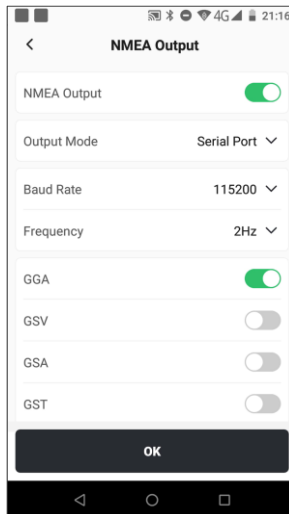 4G 21:16
NMEA Output
NMEA Output
Output Mode Serial Port
Baud Rate 115200
Frequency 2Hz
GGA
GSV
GSA
GST
OK